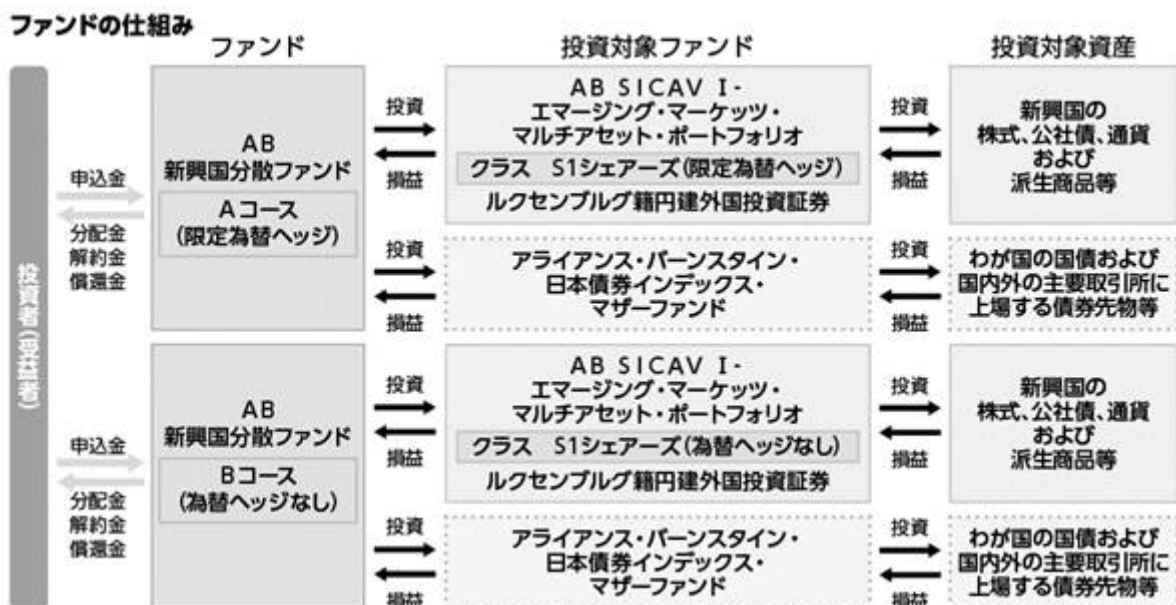 ファンドの仕組み
ファンド
投資対象ファンド
投資対象資産
投資者(受益者)
申込金
分配金
解約金
償還金
AB
新興国分散ファンド
Aコース
(限定為替ヘッジ)
投資
損益
AB SICAV I-
エマージング・マーケッツ・
マルチアセット・ポートフォリオ
クラス S1シェアーズ(限定為替ヘッジ)
ルクセンブルグ籍円建外国投資証券
投資
損益
新興国の
株式、公社債、通貨
および
派生商品等
投資
損益
アライアンス・バーンスタイン・
日本債券インデックス・
マザーファンド
投資
損益
わが国の国債および
国内外の主要取引所に
上場する債券先物等
申込金
分配金
解約金
償還金
AB
新興国分散ファンド
Bコース
(為替ヘッジなし)
投資
損益
AB SICAV I-
エマージング・マーケッツ・
マルチアセット・ポートフォリオ
クラス S1シェアーズ(為替ヘッジなし)
ルクセンブルグ籍円建外国投資証券
投資
損益
新興国の
株式、公社債、通貨
および
派生商品等
投資
損益
アライアンス・バーンスタイン・
日本債券インデックス・
マザーファンド
投資
損益
わが国の国債および
国内外の主要取引所に
上場する債券先物等